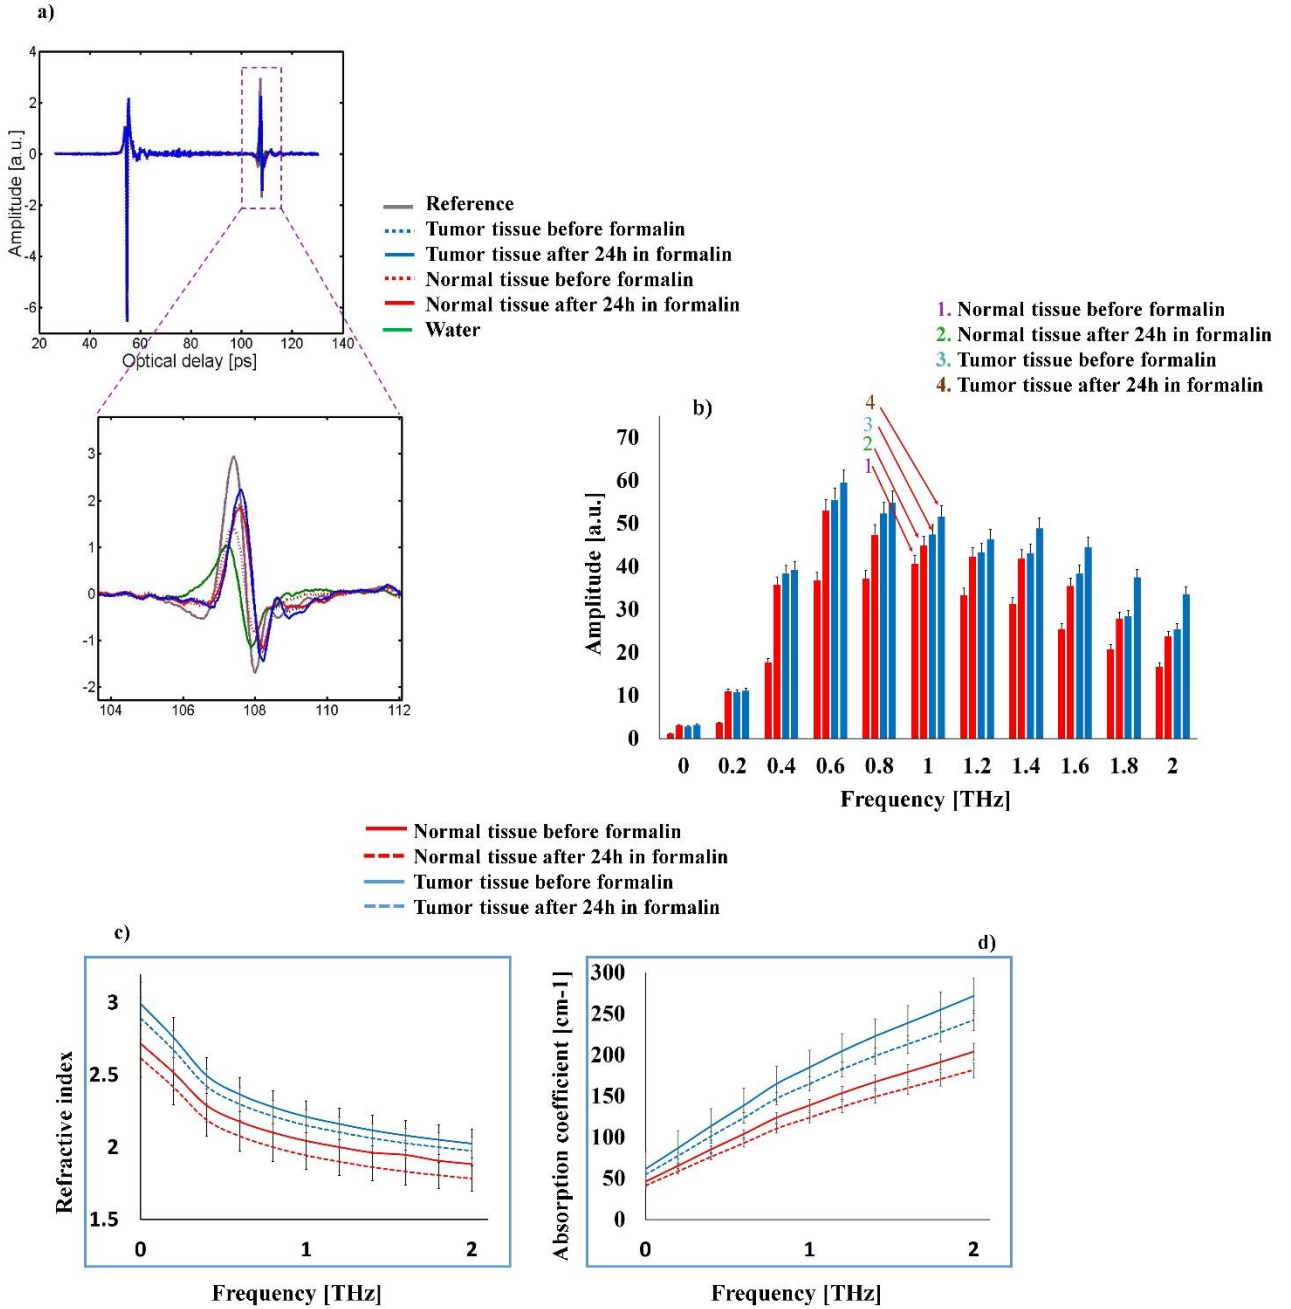 a)
4
2
0
-2
-4
-6
Amplitude [a.u.]
20 40 60 80 100 120 140
Optical delay [ps]
Reference
Tumor tissue before formalin
Tumor tissue after 24h in formalin
Normal tissue before formalin
Normal tissue after 24h in formalin
Water
3
2
1
0
-1
-2
104 106 108 110 112
1. Normal tissue before formalin
2. Normal tissue after 24h in formalin
3. Tumor tissue before formalin
4. Tumor tissue after 24h in formalin
b)
4
3
2
1
70
60
50
40
30
20
10
0
Amplitude [a.u.]
0 0.2 0.4 0.6 0.8 1 1.2 1.4 1.6 1.8 2
Frequency [THz]
Normal tissue before formalin
Normal tissue after 24h in formalin
Tumor tissue before formalin
Tumor tissue after 24h in formalin
c)
3
2.5
2
1.5
Refractive index
0 1 2
Frequency [THz]
d)
300
250
200
150
100
50
0
Absorption coefficient [cm-1]
0 1 2
Frequency [THz]